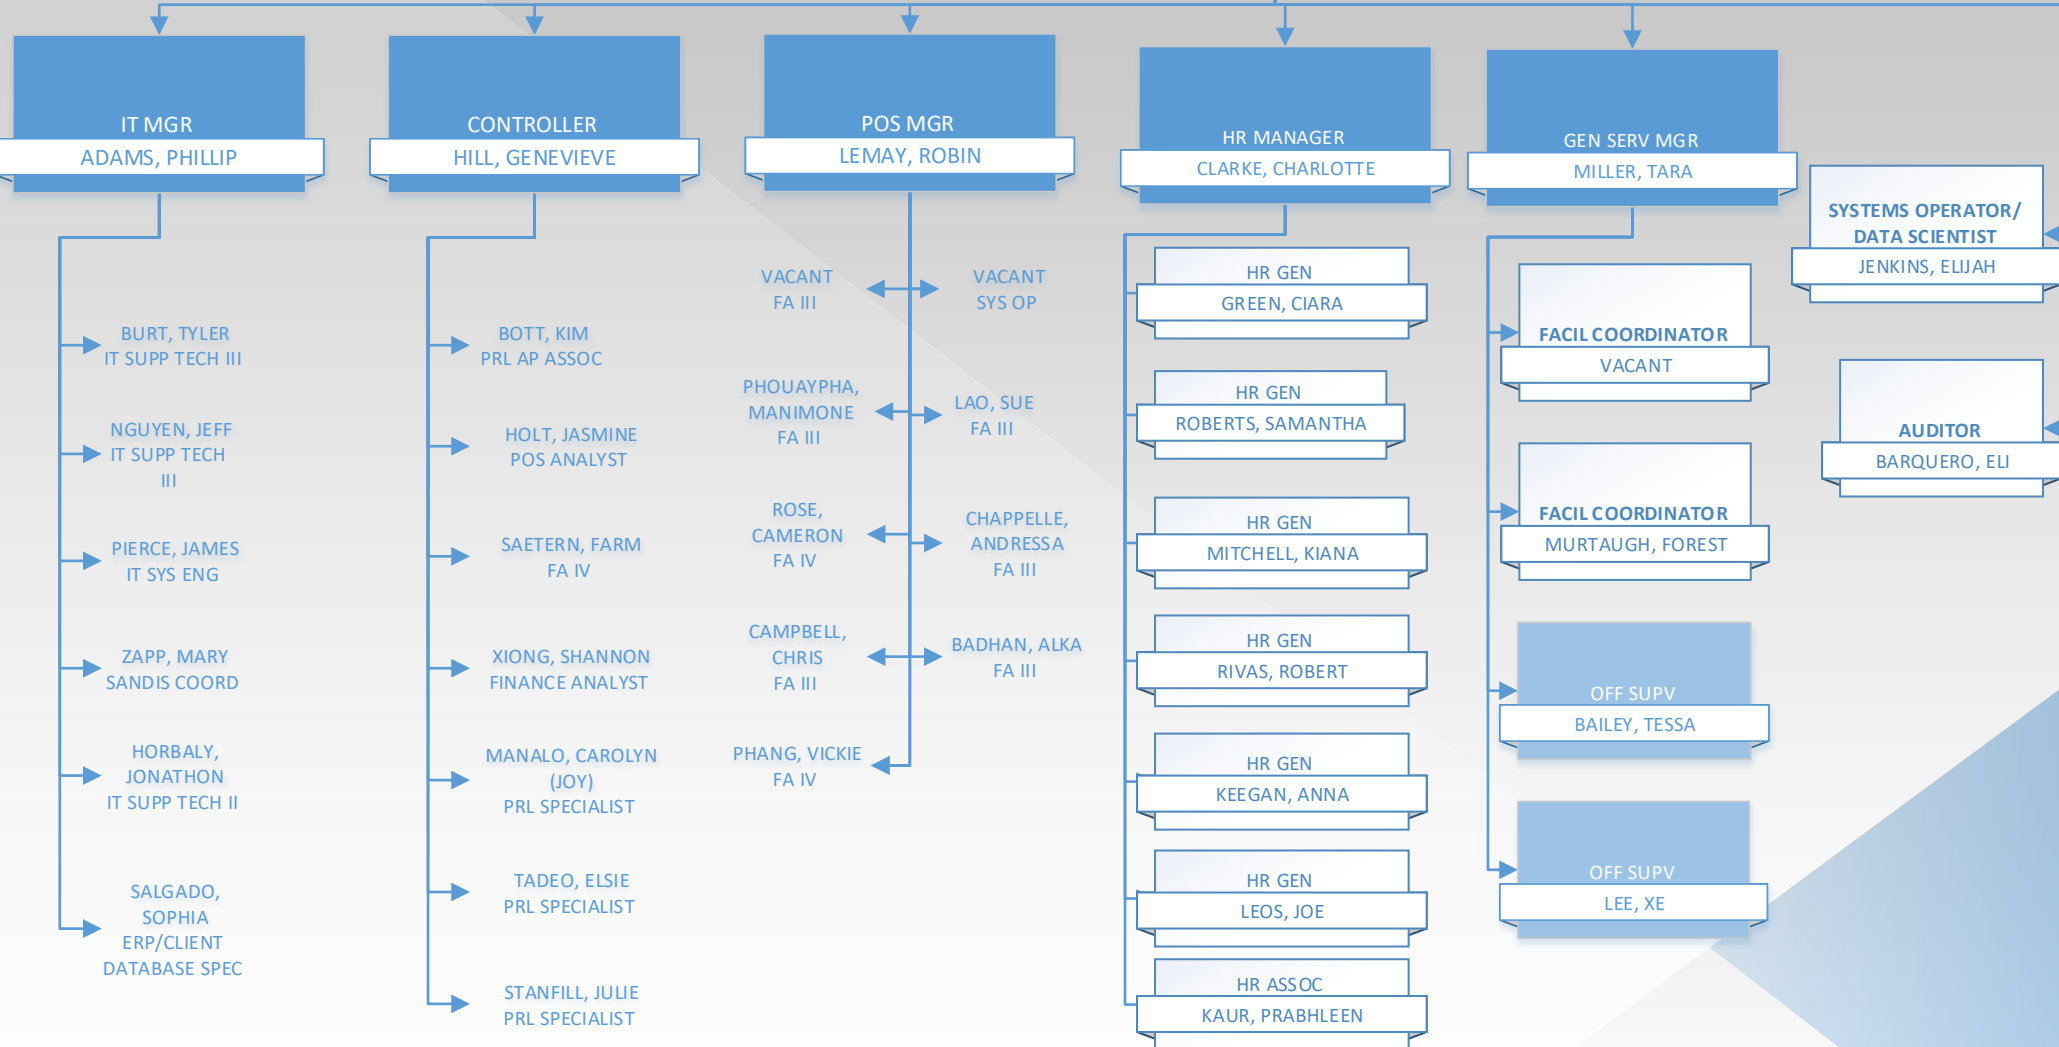 IT MGR
ADAMS, PHILLIP
BURT, TYLER
IT SUPP TECH III
NGUYEN, JEFF
IT SUPP TECH
III
PIERCE, JAMES
IT SYS ENG
ZAPP, MARY
SANDIS COORD
HORBALY,
JONATHON
IT SUPP TECH II
SALGADO,
SOPHIA
ERP/CLIENT
DATABASE SPEC
CONTROLLER
HILL, GENEVIEVE
BOTT, KIM
PRL AP ASSOC
HOLT, JASMINE
POS ANALYST
SAETERN, FARM
FA IV
XIONG, SHANNON
FINANCE ANALYST
MANALO, CAROLYN
(JOY)
PRL SPECIALIST
TADEO, ELSIE
PRL SPECIALIST
STANFILL, JULIE
PRL SPECIALIST
POS MGR
LEMAY, ROBIN
VACANT
FA III
VACANT
SYS OP
PHOUAYPHA,
MANIMONE
FA III
LAO, SUE
FA III
ROSE,
CAMERON
FA IV
CHAPPELLE,
ANDRESSA
FA III
CAMPBELL,
CHRIS
FA III
BADHAN, ALKA
FA III
PHANG, VICKIE
FA IV
HR MANAGER
CLARKE, CHARLOTTE
HR GEN
GREEN, CIARA
HR GEN
ROBERTS, SAMANTHA
HR GEN
MITCHELL, KIANA
HR GEN
RIVAS, ROBERT
HR GEN
KEEGAN, ANNA
HR GEN
LEOS, JOE
HR ASSOC
KAUR, PRABHLEEN
GEN SERV MGR
MILLER, TARA
FACIL COORDINATOR
VACANT
FACIL COORDINATOR
MURTAUGH, FOREST
OFF SUPV
BAILEY, TESSA
OFF SUPV
LEE, XE
SYSTEMS OPERATOR/
DATA SCIENTIST
JENKINS, ELIJAH
AUDITOR
BARQUERO, ELI